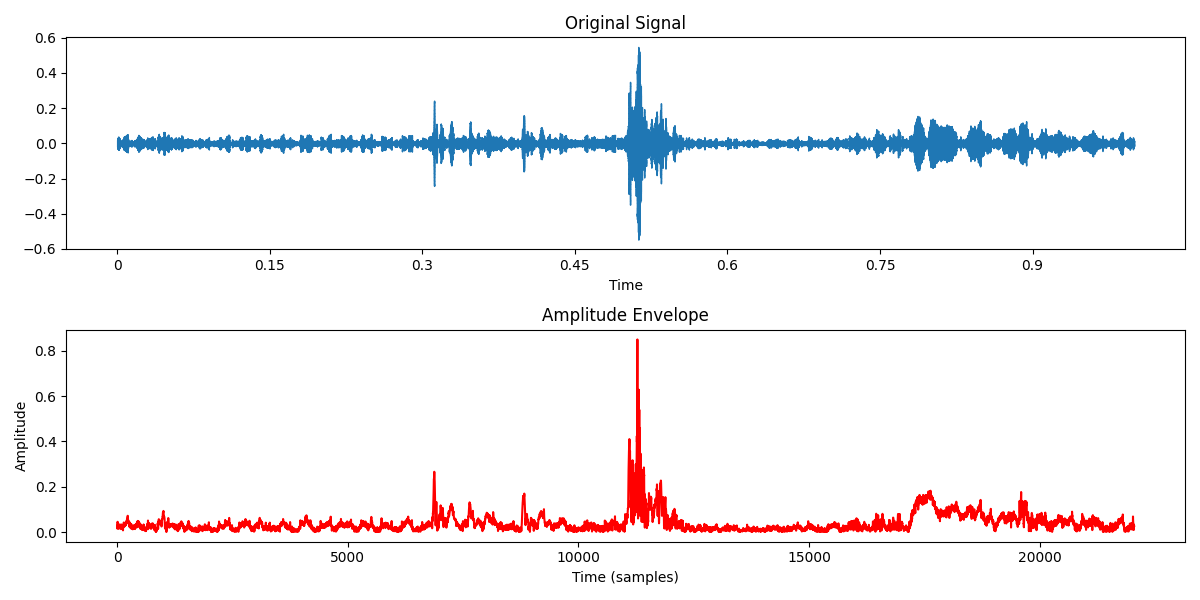 Original Signal
0.6
0.4
0.2
0.0
−0.2
−0.4
−0.6
0 0.15 0.3 0.45 0.6 0.75 0.9
Time
Amplitude Envelope
Amplitude
0.8
0.6
0.4
0.2
0.0
0 5000 10000 15000 20000
Time (samples)